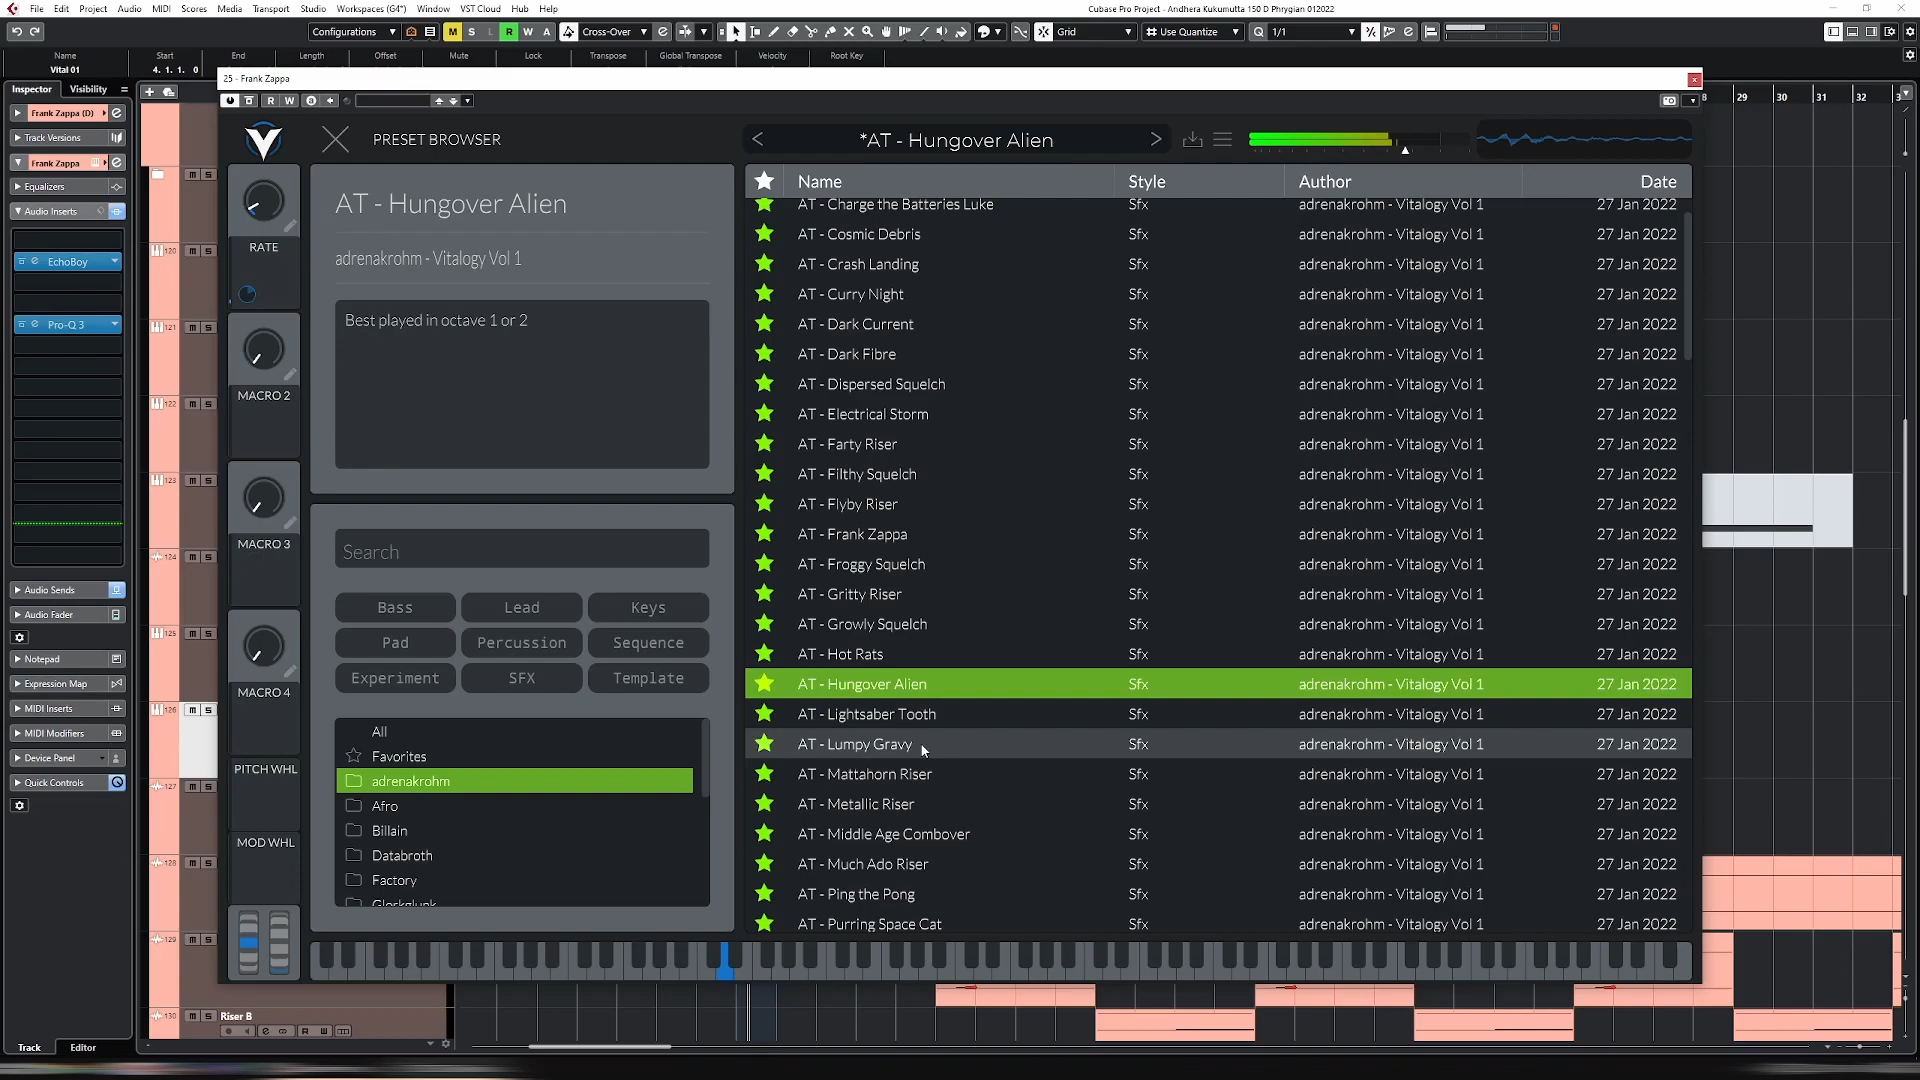 File Edit Project Audio MIDI Scores Media Transport Studio Workspaces (G4*) Window VST Cloud Hub Help
Cubase Pro Project - Andhera Kukumutta 150 D Phrygian 012022
Configurations M S L R W A Cross-Over Grid Use Quantize Q 1/1
Name Start End Length Offset Mute Lock Transpose Global Transpose Velocity Root Key
Vital 01 4. 1. 1. 0
25 - Frank Zappa
Inspector Visibility
R W
29 30 31 32
Frank Zappa (D)
Track Versions
Frank Zappa
Equalizers
Audio Inserts
EchoBoy
Pro-Q 3
Audio Sends
Audio Fader
Notepad
Expression Map
MIDI Inserts
MIDI Modifiers
Device Panel
Quick Controls
Track Editor
m s
120 m s
121 m s
122 m s
123 m s
124 m s
125 m s
126 m s
127 m s
128 m s
129 m s
130 m s Riser B
PRESET BROWSER
*AT - Hungover Alien
RATE
MACRO 2
MACRO 3
MACRO 4
PITCH WHL
MOD WHL
AT - Hungover Alien
adrenakrohm - Vitalogy Vol 1
Best played in octave 1 or 2
Search
Bass Lead Keys
Pad Percussion Sequence
Experiment SFX Template
All
Favorites
adrenakrohm
Afro
Billain
Databroth
Factory
Glorkglunk
Name Style Author Date
AT - Charge the Batteries Luke Sfx adrenakrohm - Vitalogy Vol 1 27 Jan 2022
AT - Cosmic Debris Sfx adrenakrohm - Vitalogy Vol 1 27 Jan 2022
AT - Crash Landing Sfx adrenakrohm - Vitalogy Vol 1 27 Jan 2022
AT - Curry Night Sfx adrenakrohm - Vitalogy Vol 1 27 Jan 2022
AT - Dark Current Sfx adrenakrohm - Vitalogy Vol 1 27 Jan 2022
AT - Dark Fibre Sfx adrenakrohm - Vitalogy Vol 1 27 Jan 2022
AT - Dispersed Squelch Sfx adrenakrohm - Vitalogy Vol 1 27 Jan 2022
AT - Electrical Storm Sfx adrenakrohm - Vitalogy Vol 1 27 Jan 2022
AT - Farty Riser Sfx adrenakrohm - Vitalogy Vol 1 27 Jan 2022
AT - Filthy Squelch Sfx adrenakrohm - Vitalogy Vol 1 27 Jan 2022
AT - Flyby Riser Sfx adrenakrohm - Vitalogy Vol 1 27 Jan 2022
AT - Frank Zappa Sfx adrenakrohm - Vitalogy Vol 1 27 Jan 2022
AT - Froggy Squelch Sfx adrenakrohm - Vitalogy Vol 1 27 Jan 2022
AT - Gritty Riser Sfx adrenakrohm - Vitalogy Vol 1 27 Jan 2022
AT - Growly Squelch Sfx adrenakrohm - Vitalogy Vol 1 27 Jan 2022
AT - Hot Rats Sfx adrenakrohm - Vitalogy Vol 1 27 Jan 2022
AT - Hungover Alien Sfx adrenakrohm - Vitalogy Vol 1 27 Jan 2022
AT - Lightsaber Tooth Sfx adrenakrohm - Vitalogy Vol 1 27 Jan 2022
AT - Lumpy Gravy Sfx adrenakrohm - Vitalogy Vol 1 27 Jan 2022
AT - Mattahorn Riser Sfx adrenakrohm - Vitalogy Vol 1 27 Jan 2022
AT - Metallic Riser Sfx adrenakrohm - Vitalogy Vol 1 27 Jan 2022
AT - Middle Age Combover Sfx adrenakrohm - Vitalogy Vol 1 27 Jan 2022
AT - Much Ado Riser Sfx adrenakrohm - Vitalogy Vol 1 27 Jan 2022
AT - Ping the Pong Sfx adrenakrohm - Vitalogy Vol 1 27 Jan 2022
AT - Purring Space Cat Sfx adrenakrohm - Vitalogy Vol 1 27 Jan 2022